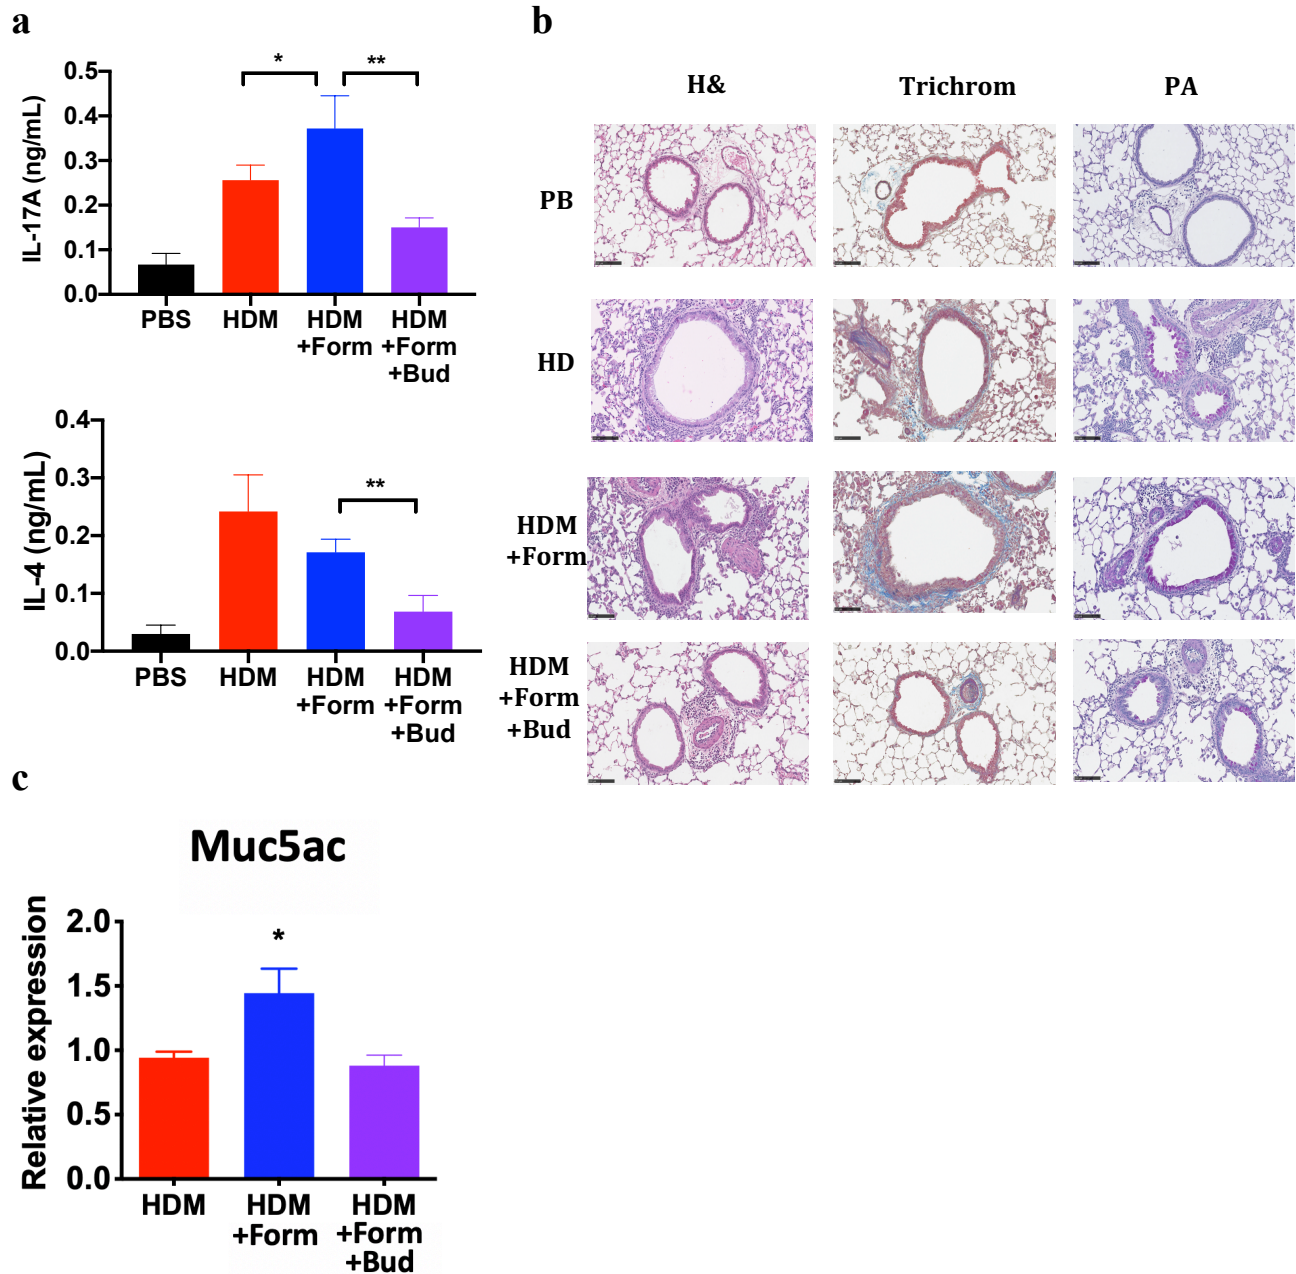 a
IL-17A (ng/mL)
0.5
0.4
0.3
0.2
0.1
0.0
*
**
PBS
HDM
HDM
+Form
HDM
+Form
+Bud
IL-4 (ng/mL)
0.4
0.3
0.2
0.1
0.0
**
PBS
HDM
HDM
+Form
HDM
+Form
+Bud
b
H&
Trichrom
PA
PB
HD
HDM
+Form
HDM
+Form
+Bud
c
Muc5ac
Relative expression
2.0
1.5
1.0
0.5
0.0
*
HDM
HDM
+Form
HDM
+Form
+Bud